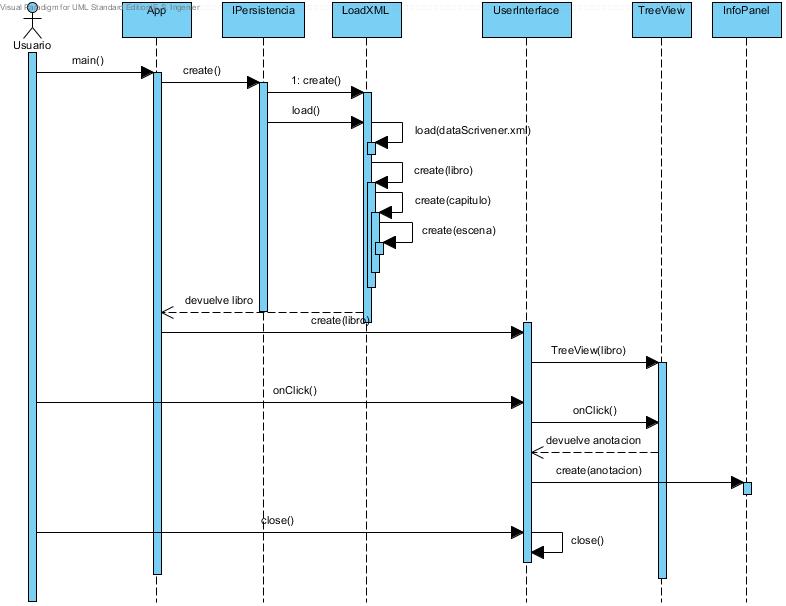 Visual Paradigm for UML Standard Edition
Ingenier
App
IPersistencia
LoadXML
UserInterface
TreeView
InfoPanel
Usuario
main()
create()
1: create()
load()
load(dataScrivener.xml)
create(libro)
create(capitulo)
create(escena)
devuelve libro
create(libro)
TreeView(libro)
onClick()
onClick()
devuelve anotacion
create(anotacion)
close()
close()